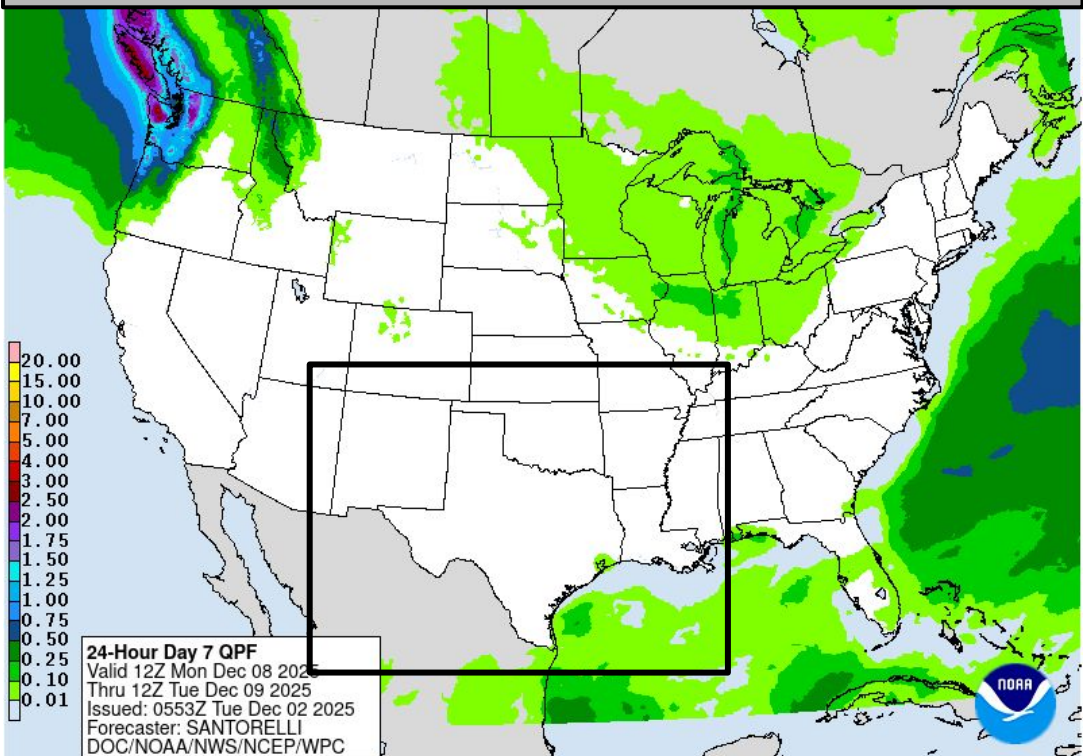 20.00
15.00
10.00
7.00
5.00
4.00
3.00
2.50
2.00
1.75
1.50
1.25
1.00
0.75
0.50
0.25
0.10
0.01
24-Hour Day 7 QPF
Valid 12Z Mon Dec 08 2025
Thru 12Z Tue Dec 09 2025
Issued: 0553Z Tue Dec 02 2025
Forecaster: SANTORELLI
DOC/NOAA/NWS/NCEP/WPC
NOAA